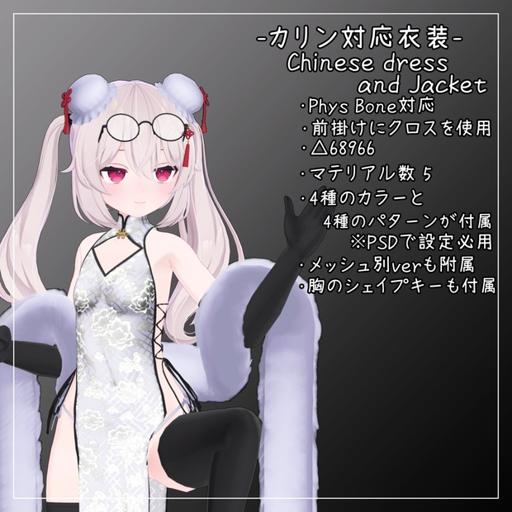 -カリン対応衣装-
Chinese dress
and Jacket
・Phys Bone対応
・前掛けにクロスを使用
・△68966
・マテリアル数 5
・4種のカラーと
4種のパターンが付属
※PSDで設定必用
・メッシュ別verも附属
・胸のシェイプキーも付属